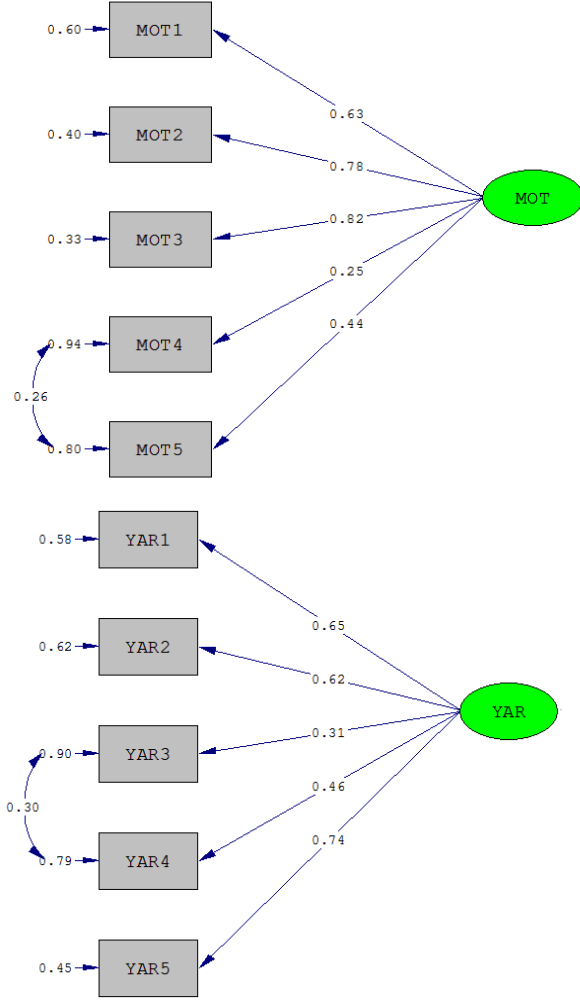 0.60 MOT1
0.63
0.40 MOT2
0.78
MOT
0.33 MOT3
0.82
0.25
0.94 MOT4
0.44
0.26
0.80 MOT5
0.58 YAR1
0.65
0.62 YAR2
0.62
YAR
0.31
0.90 YAR3
0.46
0.30
0.74
0.79 YAR4
0.45 YAR5